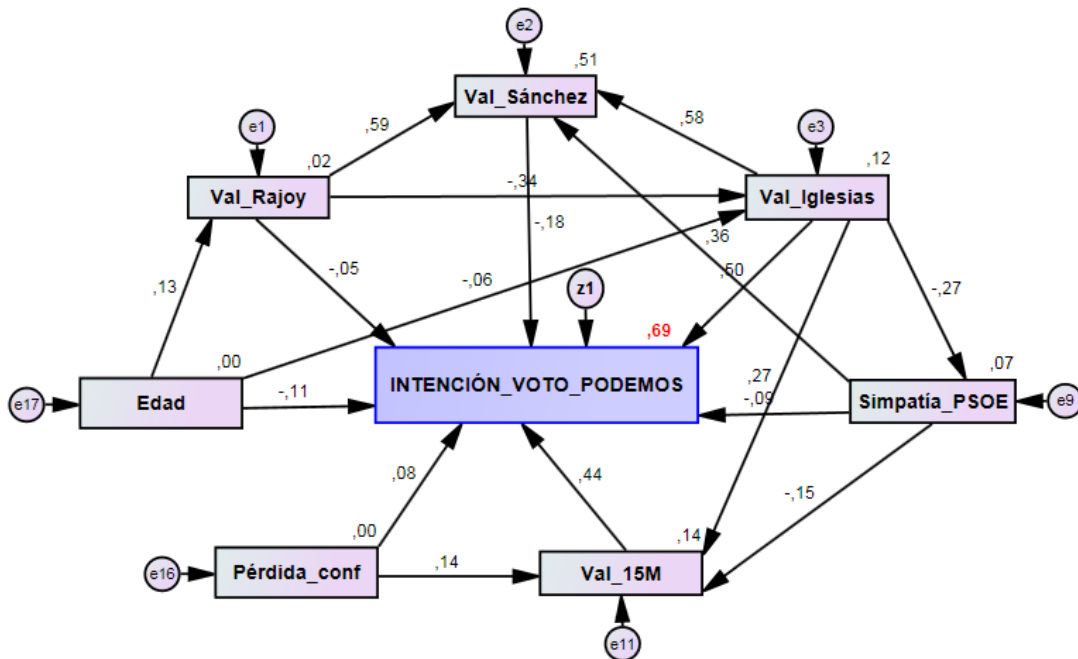 e2
,51
Val_Sánchez
e1
,59
,58
e3
,02
,12
Val_Rajoy
-,34
Val_Iglesias
-,18
,36
-,05
-,06
,50
,13
z1
-,27
,69
,00
,07
INTENCIÓN_VOTO_PODEMOS
,27
e17
Edad
-,11
-,09
Simpatía_PSOE
e9
,08
,44
-,15
,00
,14
e16
Pérdida_conf
,14
Val_15M
e11